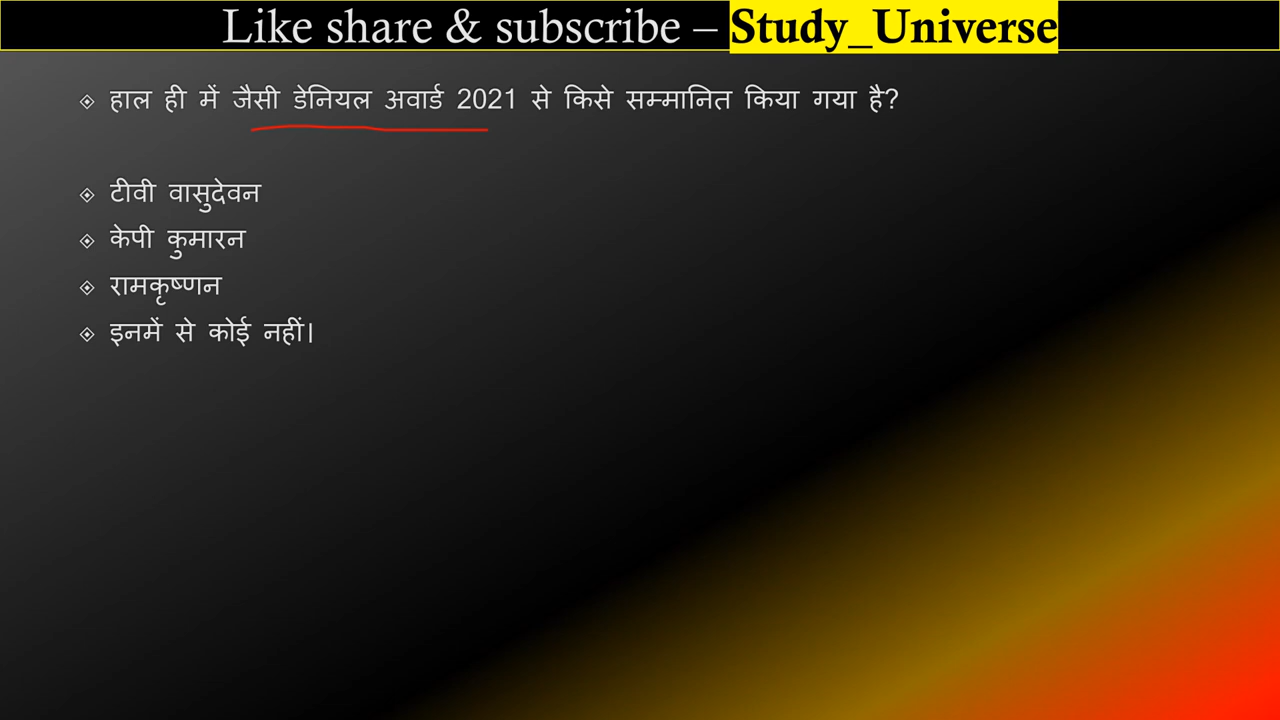 Like share & subscribe – Study_Universe
हाल ही में जैसी डेनियल अवार्ड 2021 से किसे सम्मानित किया गया है?
टीवी वासुदेवन
केपी कुमारन
रामकृष्णन
इनमें से कोई नहीं।